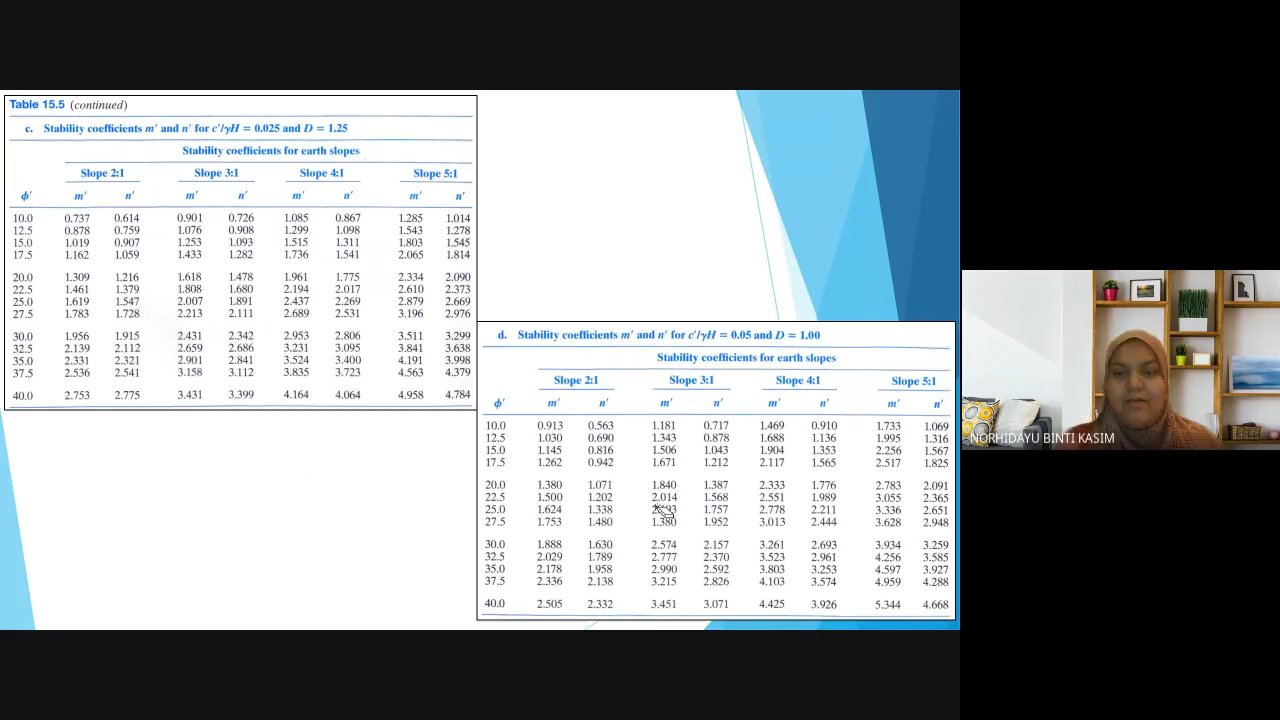 Table 15.5 (continued)
c. Stability coefficients m′ and n′ for c′/γH = 0.025 and D = 1.25
Stability coefficients for earth slopes
Slope 2:1 Slope 3:1 Slope 4:1 Slope 5:1
ϕ′ m′ n′ m′ n′ m′ n′ m′ n′
10.0 0.737 0.614 0.901 0.726 1.085 0.867 1.285 1.014
12.5 0.878 0.759 1.076 0.908 1.299 1.098 1.543 1.278
15.0 1.019 0.907 1.253 1.093 1.515 1.311 1.803 1.545
17.5 1.162 1.059 1.433 1.282 1.736 1.541 2.065 1.814
20.0 1.309 1.216 1.618 1.478 1.961 1.775 2.334 2.090
22.5 1.461 1.379 1.808 1.680 2.194 2.017 2.610 2.373
25.0 1.619 1.547 2.007 1.891 2.437 2.269 2.879 2.669
27.5 1.783 1.728 2.213 2.111 2.689 2.531 3.196 2.976
30.0 1.956 1.915 2.431 2.342 2.953 2.806 3.511 3.299
32.5 2.139 2.112 2.659 2.686 3.231 3.095 3.841 3.638
35.0 2.331 2.321 2.901 2.841 3.524 3.400 4.191 3.998
37.5 2.536 2.541 3.158 3.112 3.835 3.723 4.563 4.379
40.0 2.753 2.775 3.431 3.399 4.164 4.064 4.958 4.784
d. Stability coefficients m′ and n′ for c′/γH = 0.05 and D = 1.00
Stability coefficients for earth slopes
Slope 2:1 Slope 3:1 Slope 4:1 Slope 5:1
ϕ′ m′ n′ m′ n′ m′ n′ m′ n′
10.0 0.913 0.563 1.181 0.717 1.469 0.910 1.733 1.069
12.5 1.030 0.690 1.343 0.878 1.688 1.136 1.995 1.316
15.0 1.145 0.816 1.506 1.043 1.904 1.353 2.256 1.567
17.5 1.262 0.942 1.671 1.212 2.117 1.565 2.517 1.825
20.0 1.380 1.071 1.840 1.387 2.333 1.776 2.783 2.091
22.5 1.500 1.202 2.014 1.568 2.551 1.989 3.055 2.365
25.0 1.624 1.338 1.757 2.778 2.211 3.336 2.651
27.5 1.753 1.480 1.380 1.952 3.013 2.444 3.628 2.948
30.0 1.888 1.630 2.574 2.157 3.261 2.693 3.934 3.259
32.5 2.029 1.789 2.777 2.370 3.523 2.961 4.256 3.585
35.0 2.178 1.958 2.990 2.592 3.803 3.253 4.597 3.927
37.5 2.336 2.138 3.215 2.826 4.103 3.574 4.959 4.288
40.0 2.505 2.332 3.451 3.071 4.425 3.926 5.344 4.668
NORHIDAYU BINTI KASIM